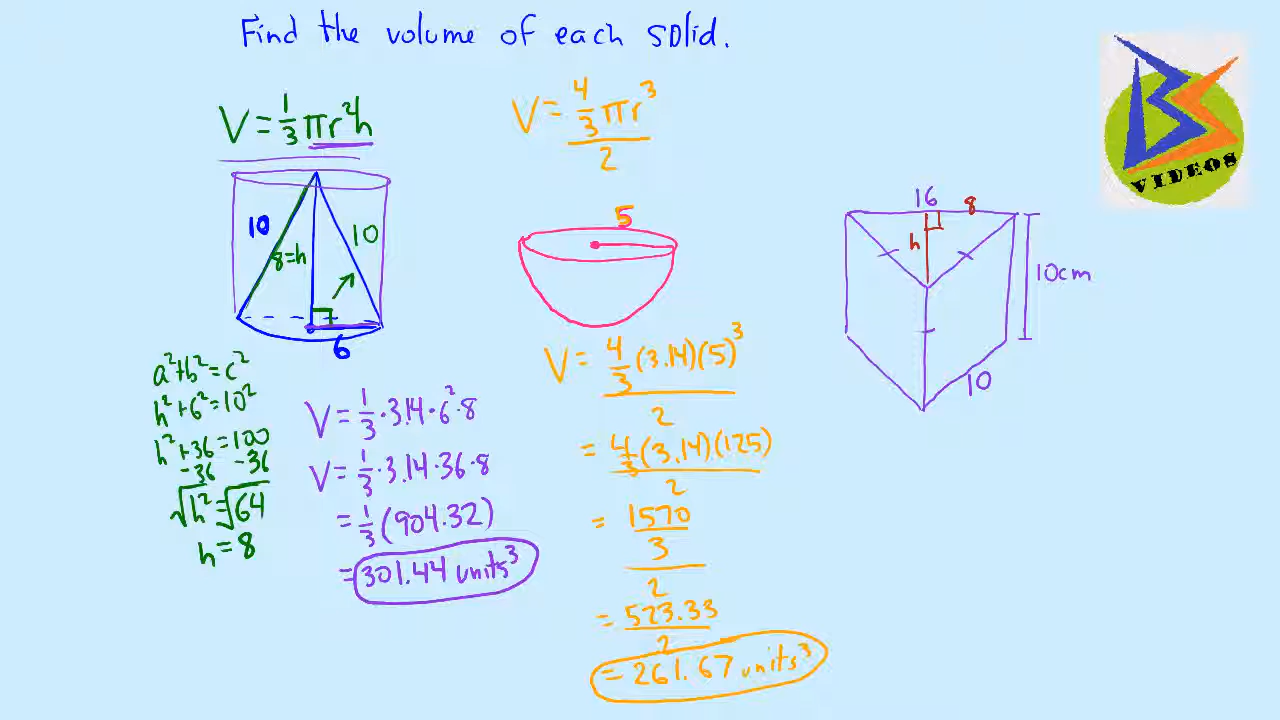 Find the volume of each solid.
V = 1/3 πr²h
10
8=h
10
6
a²+b²=c²
h²+6²=10²
h²+36=100
-36 -36
√h²=√64
h=8
V = 1/3 · 3.14 · 6² · 8
V = 1/3 · 3.14 · 36 · 8
= 1/3 (904.32)
= 301.44 units³
V = 4/3 πr³
2
5
V = 4/3 (3.14)(5)³
2
= 4/3 (3.14)(125)
2
= 1570
3
2
= 523.33
2
= 261.67 units³
16
8
h
10cm
10
BS
VIDEOS